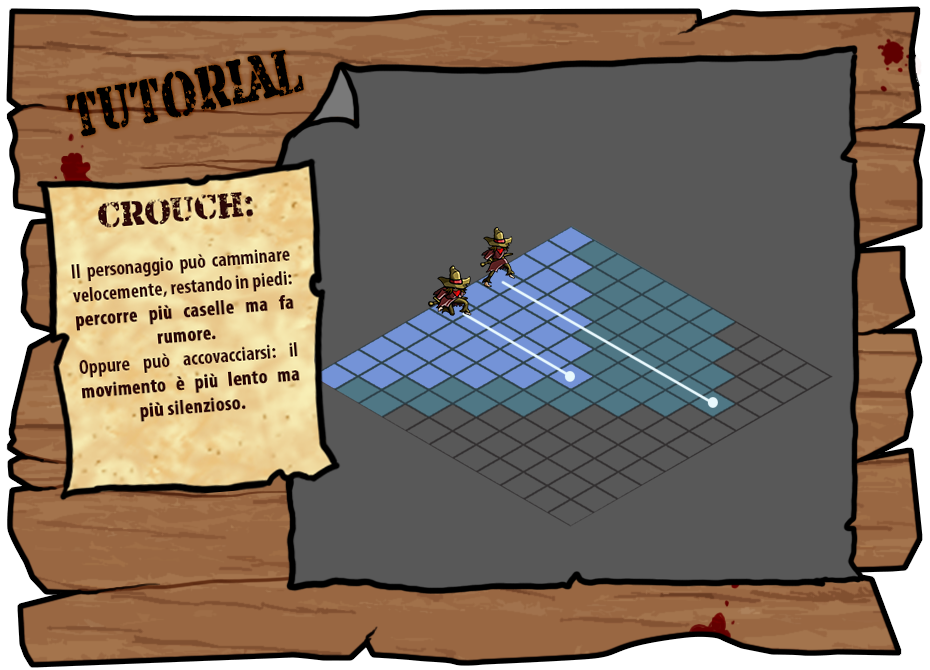 TUTORIAL
CROUCH:
Il personaggio può camminare
velocemente, restando in piedi:
percorre più caselle ma fa
rumore.
Oppure può accovacciarsi: il
movimento è più lento ma
più silenzioso.